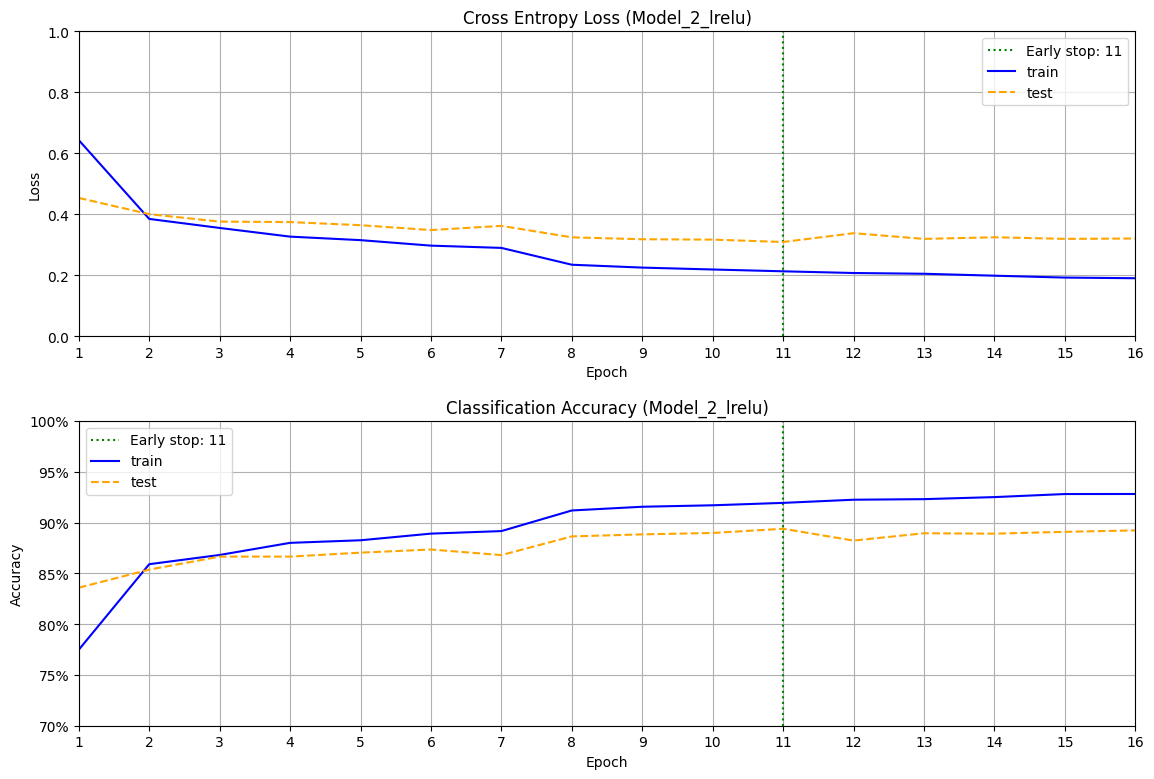 Cross Entropy Loss (Model_2_lrelu)
1.0
0.8
0.6
0.4
0.2
0.0
Loss
Early stop: 11
train
test
1 2 3 4 5 6 7 8 9 10 11 12 13 14 15 16
Epoch
Classification Accuracy (Model_2_lrelu)
100%
95%
90%
85%
80%
75%
70%
Accuracy
Early stop: 11
train
test
1 2 3 4 5 6 7 8 9 10 11 12 13 14 15 16
Epoch